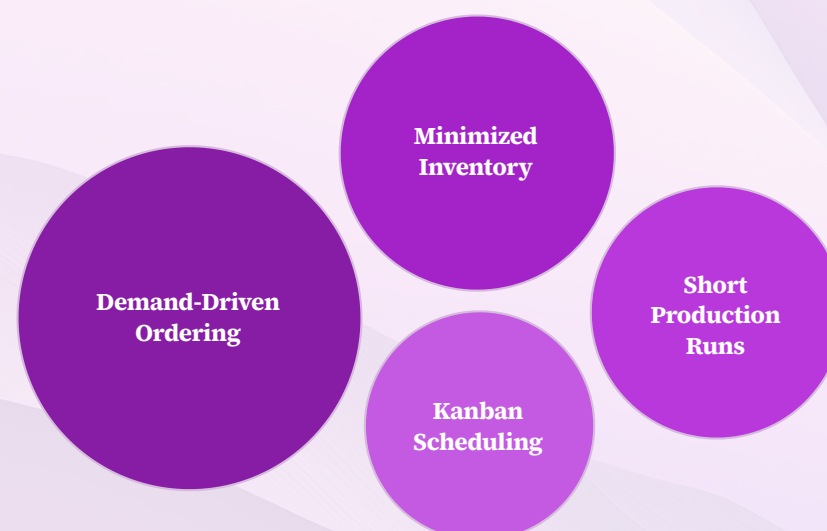 Minimized
Inventory
Demand-Driven
Ordering
Short
Production
Runs
Kanban
Scheduling